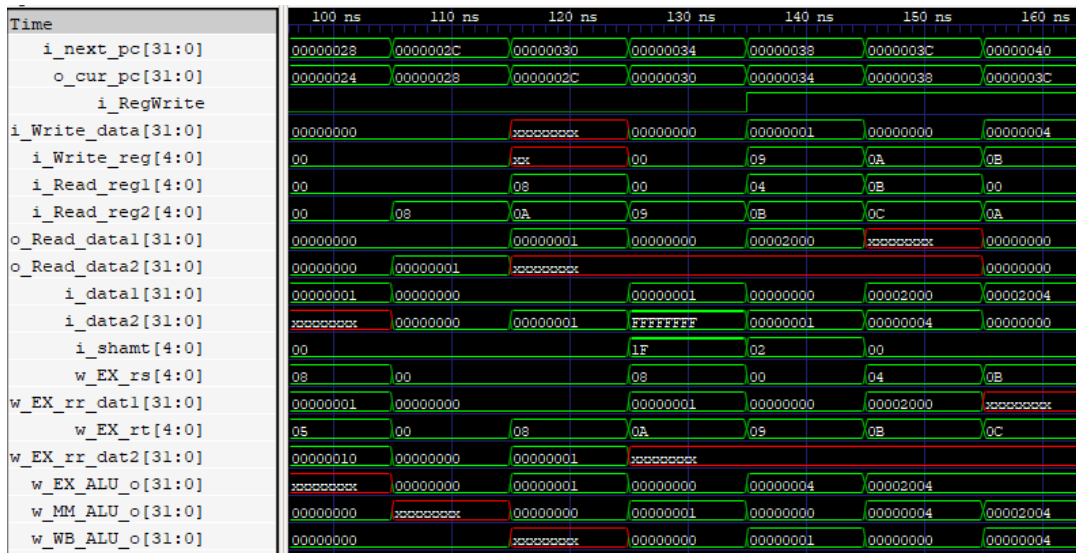 Time 100 ns 110 ns 120 ns 130 ns 140 ns 150 ns 160 ns
i_next_pc[31:0] 00000028 0000002C 00000030 00000034 00000038 0000003C 00000040
o_cur_pc[31:0] 00000024 00000028 0000002C 00000030 00000034 00000038 0000003C
i_RegWrite
i_Write_data[31:0] 00000000 xxxxxxxx 00000000 00000001 00000000 00000004
i_Write_reg[4:0] 00 xx 00 09 0A 0B
i_Read_reg1[4:0] 00 08 00 04 0B 00
i_Read_reg2[4:0] 00 08 0A 09 0B 0C 0A
o_Read_data1[31:0] 00000000 00000001 00000000 00002000 xxxxxxxx 00000000
o_Read_data2[31:0] 00000000 00000001 xxxxxxxx 00000000
i_data1[31:0] 00000001 00000000 00000001 00000000 00002000 00002004
i_data2[31:0] xxxxxxxx 00000000 00000001 FFFFFFFF 00000001 00000004 00000000
i_shamt[4:0] 00 1F 02 00
w_EX_rs[4:0] 08 00 08 00 04 0B
w_EX_rr_dat1[31:0] 00000001 00000000 00000001 00000000 00002000 xxxxxxxx
w_EX_rt[4:0] 05 00 08 0A 09 0B 0C
w_EX_rr_dat2[31:0] 00000010 00000000 00000001 xxxxxxxx
w_EX_ALU_o[31:0] xxxxxxxx 00000000 00000001 00000000 00000004 00002004
w_MM_ALU_o[31:0] 00000000 xxxxxxxx 00000000 00000001 00000000 00000004 00002004
w_WB_ALU_o[31:0] 00000000 xxxxxxxx 00000000 00000001 00000000 00000004